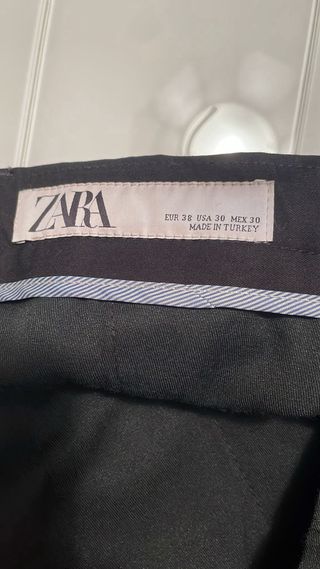 ZARA
EUR 38 USA 30 MEX 30
MADE IN TURKEY